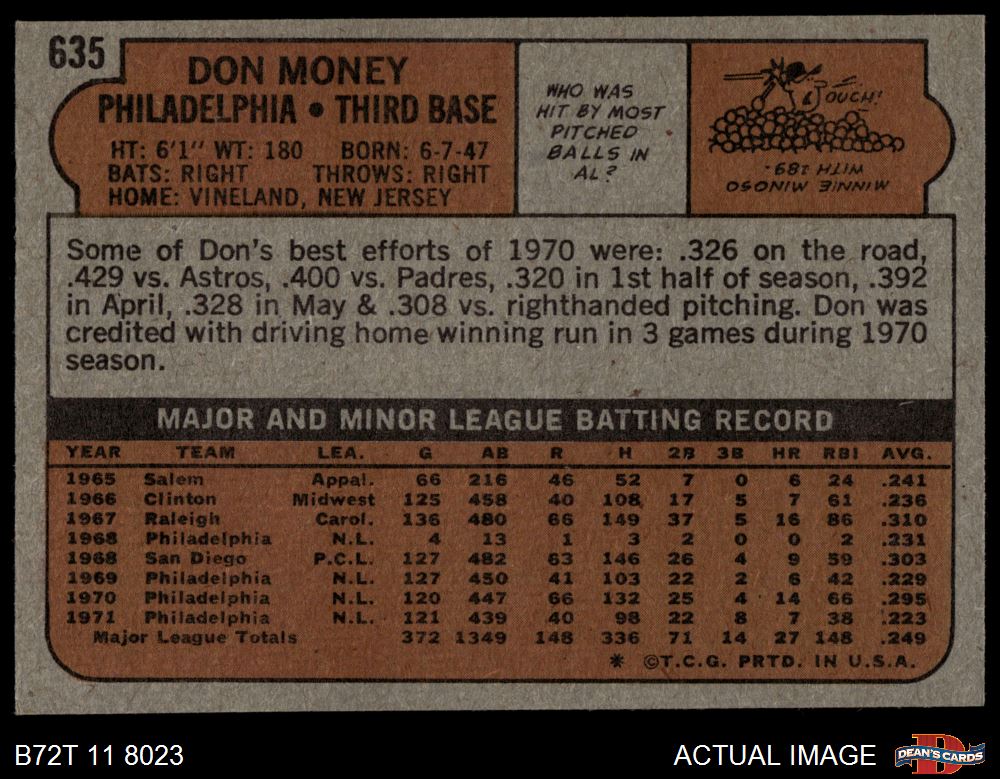 635
DON MONEY
PHILADELPHIA • THIRD BASE
HT: 6'1" WT: 180 BORN: 6-7-47
BATS: RIGHT THROWS: RIGHT
HOME: VINELAND, NEW JERSEY
WHO WAS
HIT BY MOST
PITCHED
BALLS IN
AL?
OUCH!
MINNIE MINOSO
WITH 189.
Some of Don's best efforts of 1970 were: .326 on the road,
.429 vs. Astros, .400 vs. Padres, .320 in 1st half of season, .392
in April, .328 in May & .308 vs. righthanded pitching. Don was
credited with driving home winning run in 3 games during 1970
season.
MAJOR AND MINOR LEAGUE BATTING RECORD
YEAR TEAM LEA. G AB R H 2B 3B HR RBI AVG.
1965 Salem Appal. 66 216 46 52 7 0 6 24 .241
1966 Clinton Midwest 125 458 40 108 17 5 7 61 .236
1967 Raleigh Carol. 136 480 66 149 37 5 16 86 .310
1968 Philadelphia N.L. 4 13 1 3 2 0 0 2 .231
1968 San Diego P.C.L. 127 482 63 146 26 4 9 59 .303
1969 Philadelphia N.L. 127 450 41 103 22 2 6 42 .229
1970 Philadelphia N.L. 120 447 66 132 25 4 14 66 .295
1971 Philadelphia N.L. 121 439 40 98 22 8 7 38 .223
Major League Totals 372 1349 148 336 71 14 27 148 .249
* ©T.C.G. PRTD. IN U.S.A.
B72T 11 8023 ACTUAL IMAGE DEAN'S CARDS